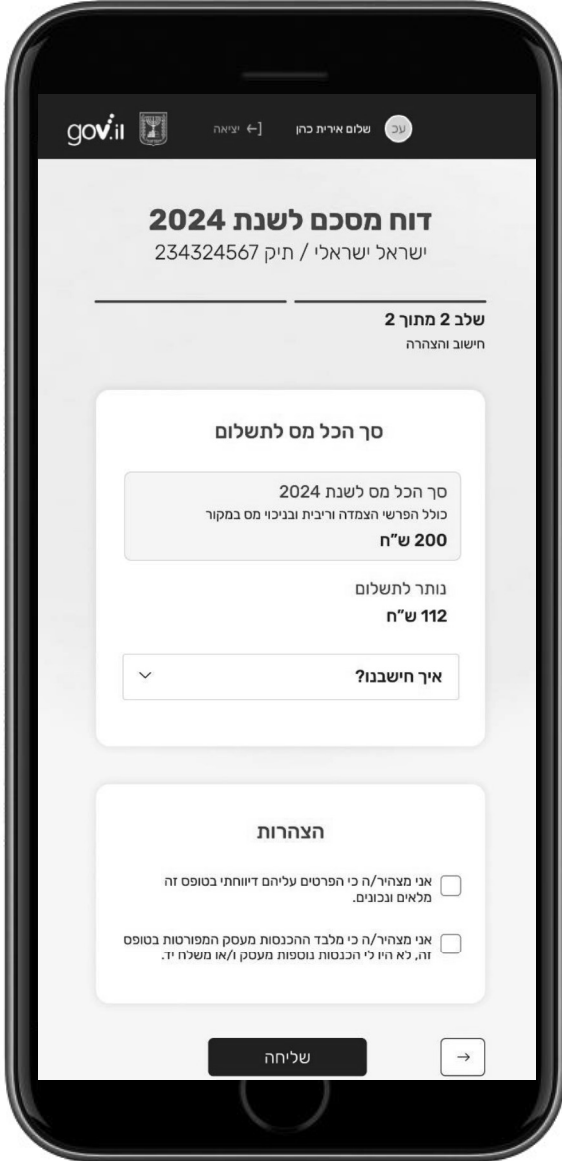 gov.il
יציאה
שלום אירית כהן
עכ
דוח מסכם לשנת 2024
ישראל ישראלי / תיק 234324567
שלב 2 מתוך 2
חישוב והצהרה
סך הכל מס לתשלום
סך הכל מס לשנת 2024
כולל הפרשי הצמדה וריבית ובניכוי מס במקור
200 ש"ח
נותר לתשלום
112 ש"ח
איך חישבנו?
הצהרות
אני מצהיר/ה כי הפרטים עליהם דיווחתי בטופס זה
מלאים ונכונים.
אני מצהיר/ה כי מלבד ההכנסות מעסק המפורטות בטופס
זה, לא היו לי הכנסות נוספות מעסק ו/או משלח יד.
שליחה